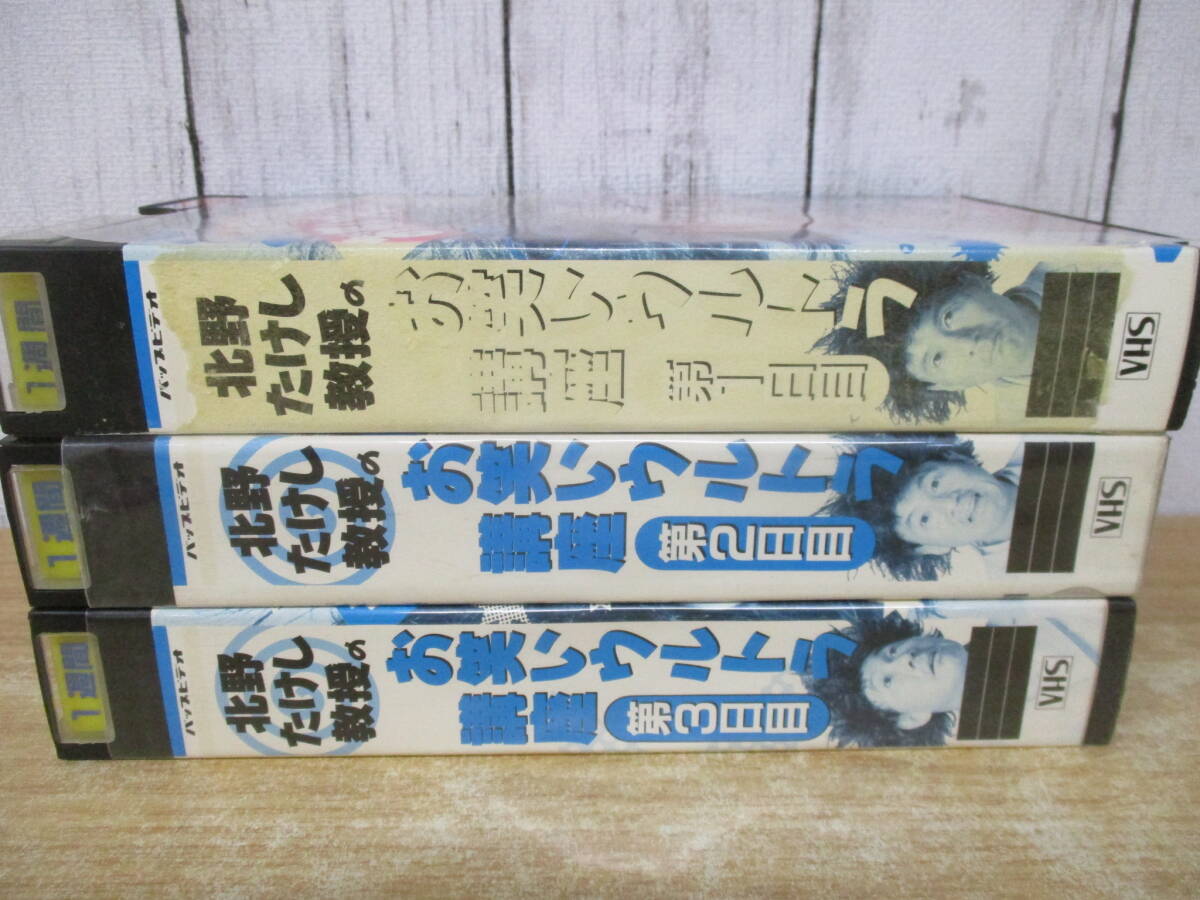 1週間
バップビデオ
北野
たけし
教授の
お笑いウルトラ
講座 第1日目
VHS
1週間
バップビデオ
北野
たけし
教授の
お笑いウルトラ
講座 第2日目
VHS
1週間
バップビデオ
北野
たけし
教授の
お笑いウルトラ
講座 第3日目
VHS